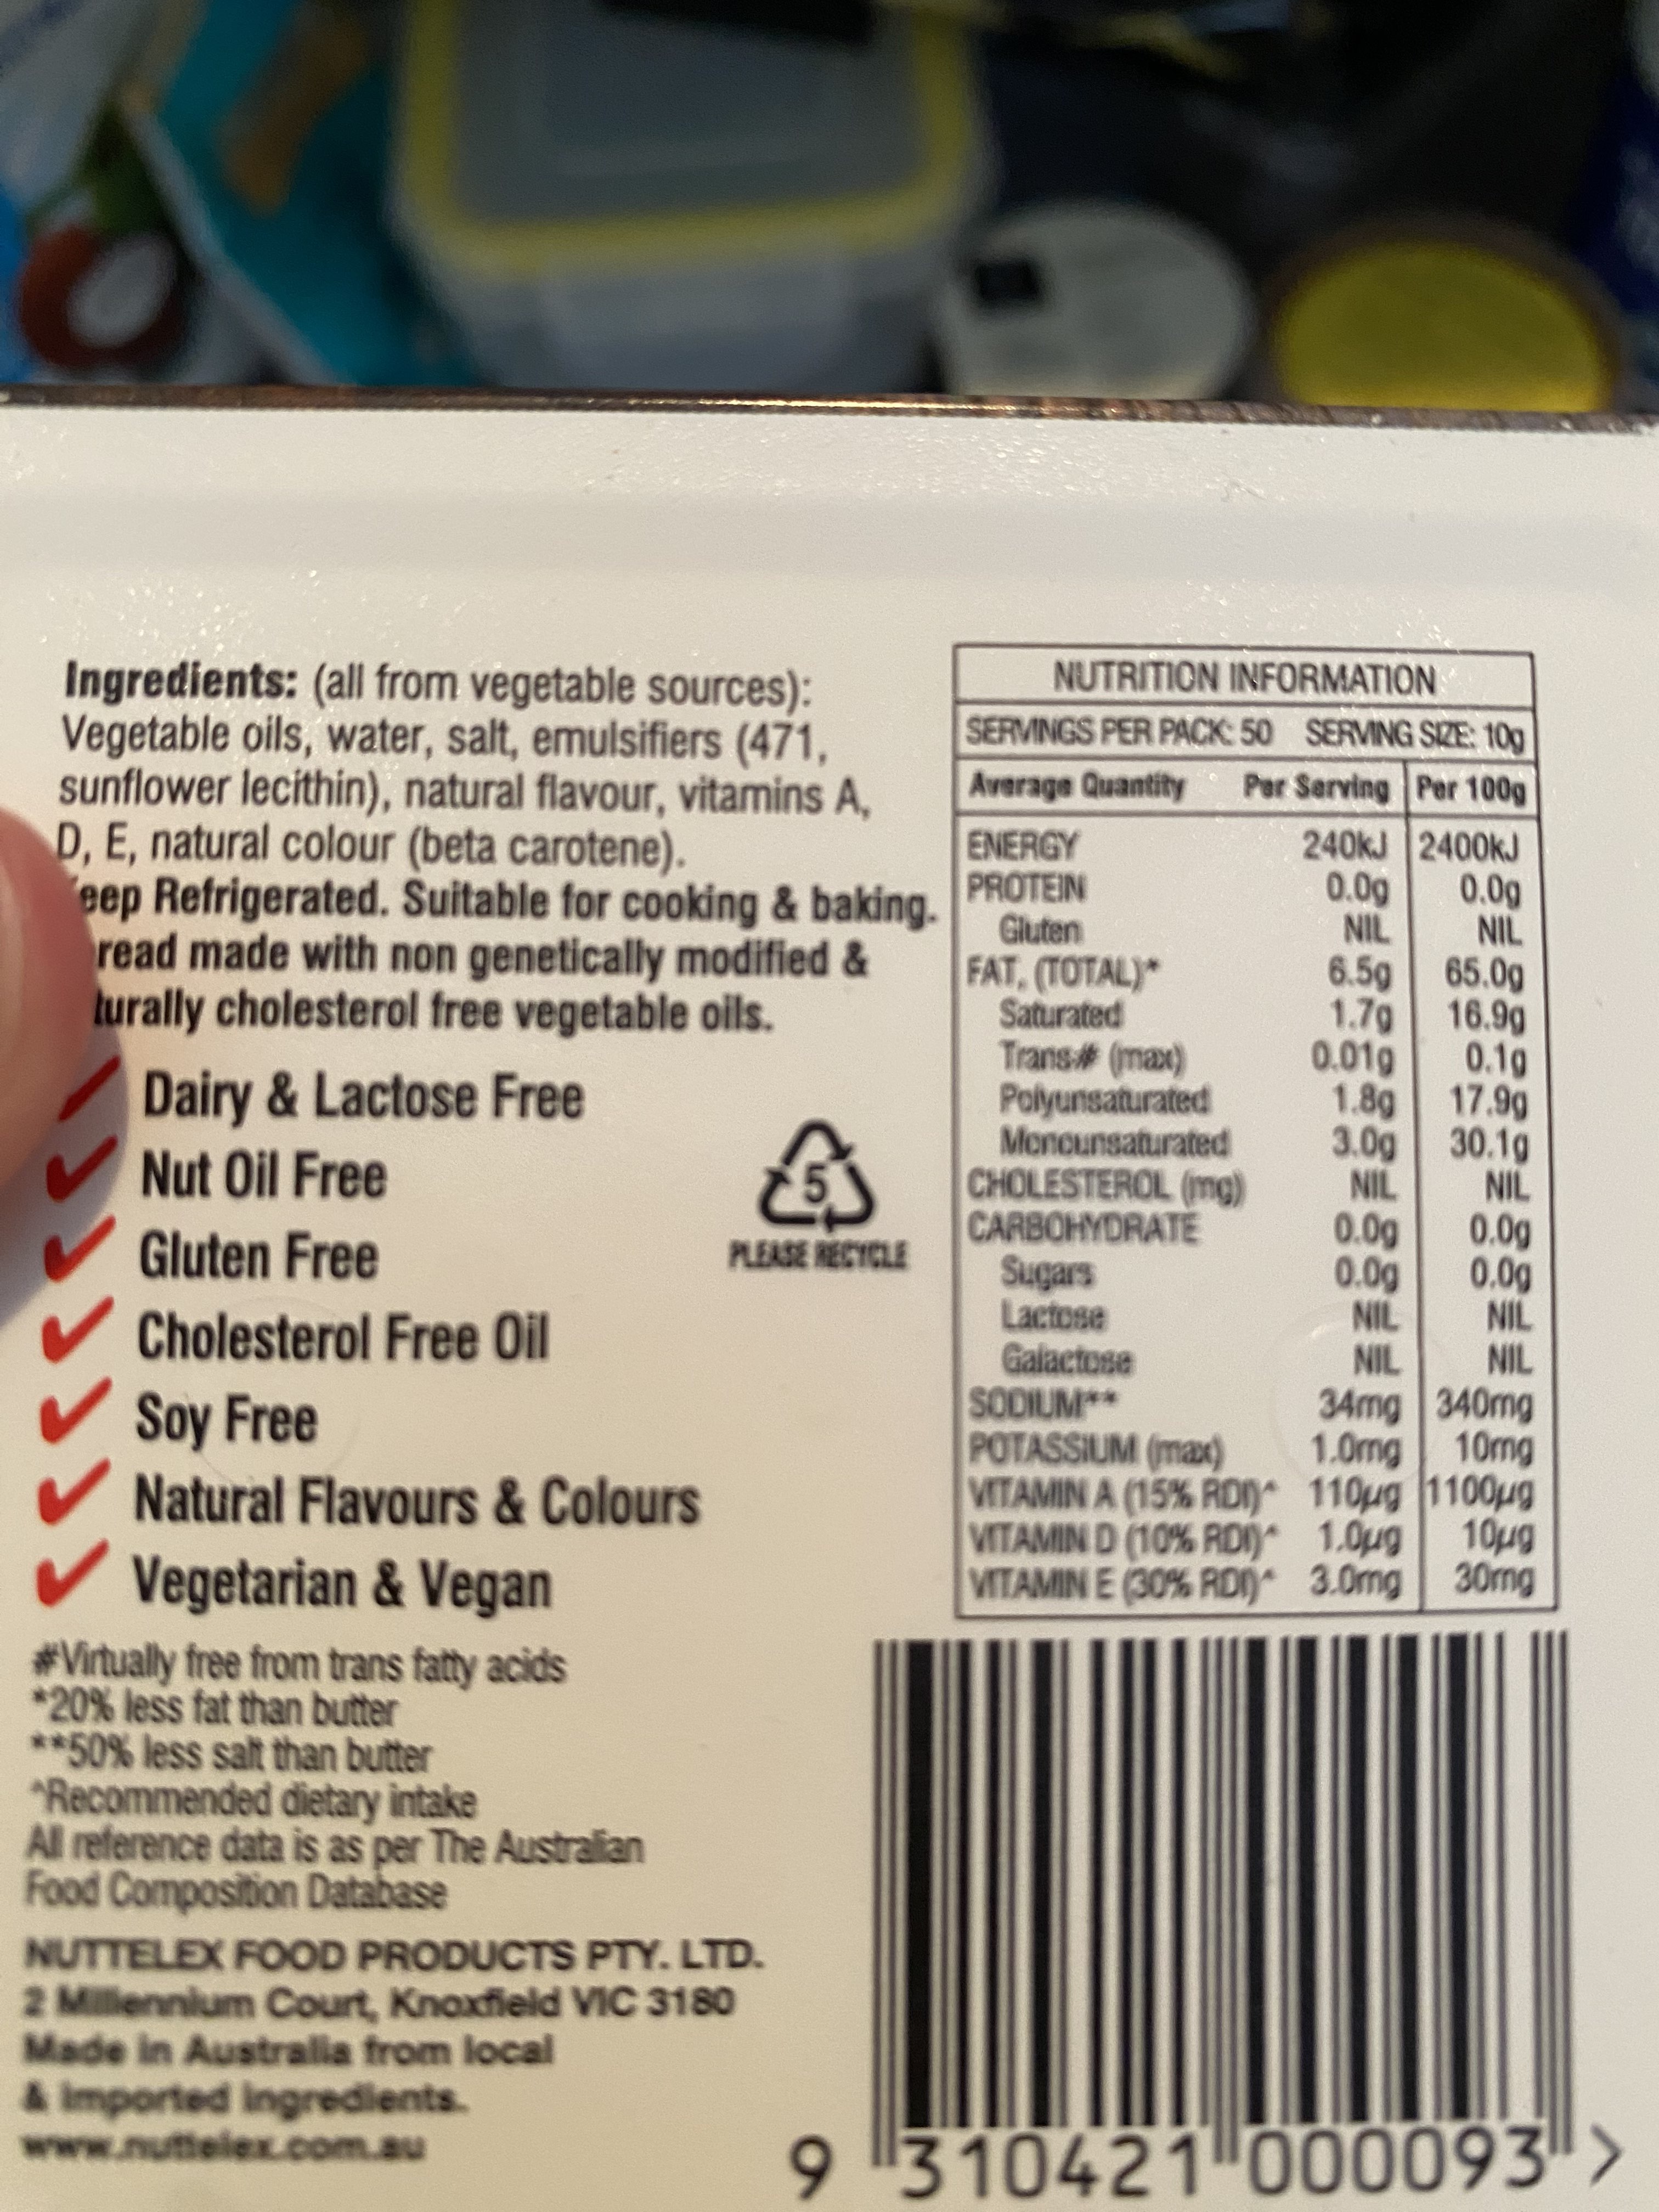 Ingredients: (all from vegetable sources):
Vegetable oils, water, salt, emulsifiers (471,
sunflower lecithin), natural flavour, vitamins A,
D, E, natural colour (beta carotene).
eep Refrigerated. Suitable for cooking & baking.
read made with non genetically modified &
turally cholesterol free vegetable oils.
Dairy & Lactose Free
Nut Oil Free
Gluten Free
Cholesterol Free Oil
Soy Free
Natural Flavours & Colours
Vegetarian & Vegan
5
PLEASE RECYCLE
#Virtually free from trans fatty acids
*20% less fat than butter
**50% less salt than butter
^Recommended dietary intake
All reference data is as per The Australian
Food Composition Database
NUTTELEX FOOD PRODUCTS PTY. LTD.
2 Millennium Court, Knoxfield VIC 3180
Made in Australia from local
& imported ingredients.
www.nuttelex.com.au
NUTRITION INFORMATION
SERVINGS PER PACK: 50 SERVING SIZE: 10g
Average Quantity Per Serving Per 100g
ENERGY 240kJ 2400kJ
PROTEIN 0.0g 0.0g
Gluten NIL NIL
FAT, (TOTAL)* 6.5g 65.0g
Saturated 1.7g 16.9g
Trans# (max) 0.01g 0.1g
Polyunsaturated 1.8g 17.9g
Monounsaturated 3.0g 30.1g
CHOLESTEROL (mg) NIL NIL
CARBOHYDRATE 0.0g 0.0g
Sugars 0.0g 0.0g
Lactose NIL NIL
Galactose NIL NIL
SODIUM** 34mg 340mg
POTASSIUM (max) 1.0mg 10mg
VITAMIN A (15% RDI)^ 110µg 1100µg
VITAMIN D (10% RDI)^ 1.0µg 10µg
VITAMIN E (30% RDI)^ 3.0mg 30mg
9 310421 000093 >